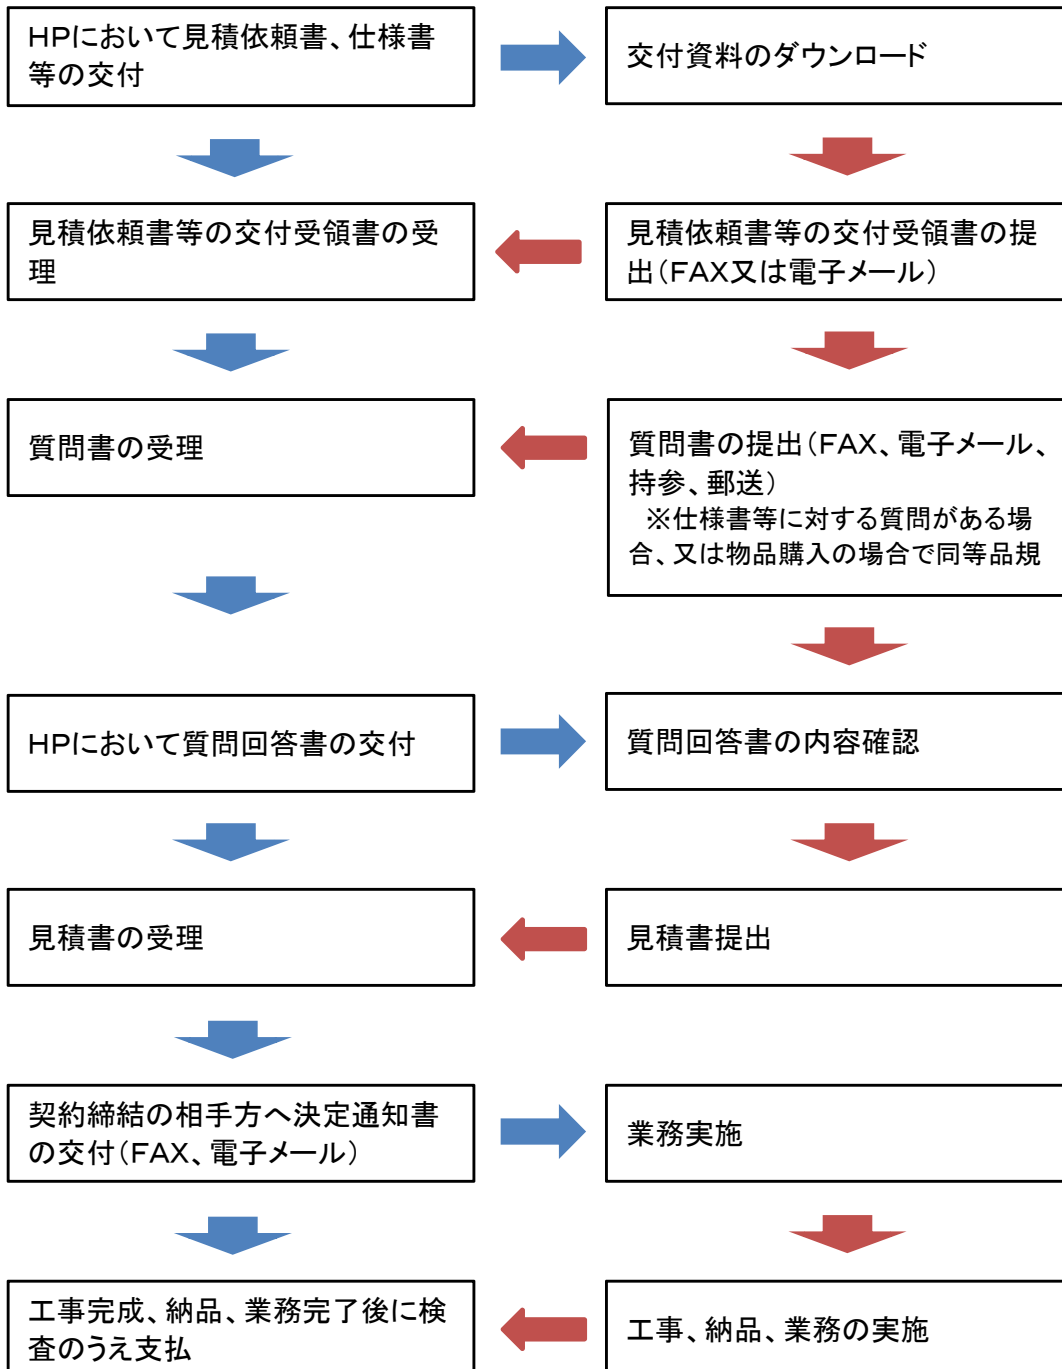 HPにおいて見積依頼書、仕様書
等の交付
交付資料のダウンロード
見積依頼書等の交付受領書の受
理
見積依頼書等の交付受領書の提
出（FAX又は電子メール）
質問書の受理
質問書の提出（FAX、電子メール、
持参、郵送）
※仕様書等に対する質問がある場
合、又は物品購入の場合で同等品規
HPにおいて質問回答書の交付
質問回答書の内容確認
見積書の受理
見積書提出
契約締結の相手方へ決定通知書
の交付（FAX、電子メール）
業務実施
工事完成、納品、業務完了後に検
査のうえ支払
工事、納品、業務の実施